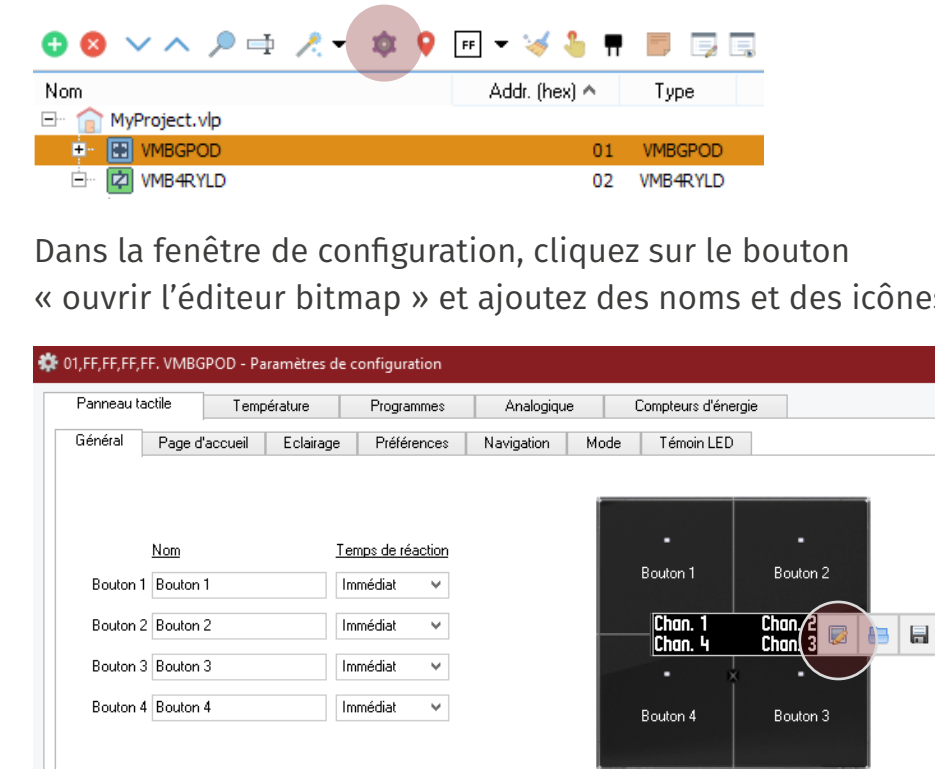 FF
Nom Addr. (hex) Type
MyProject.vlp
VMBGPOD 01 VMBGPOD
VMB4RYLD 02 VMB4RYLD
Dans la fenêtre de configuration, cliquez sur le bouton
« ouvrir l’éditeur bitmap » et ajoutez des noms et des icônes
01,FF,FF,FF,FF. VMBGPOD - Paramètres de configuration
Panneau tactile Température Programmes Analogique Compteurs d'énergie
Général Page d'accueil Eclairage Préférences Navigation Mode Témoin LED
Nom Temps de réaction
Bouton 1 Bouton 1 Immédiat
Bouton 2 Bouton 2 Immédiat
Bouton 3 Bouton 3 Immédiat
Bouton 4 Bouton 4 Immédiat
Bouton 1 Bouton 2
Chan. 1 Chan. 2
Chan. 4 Chan. 3
Bouton 4 Bouton 3